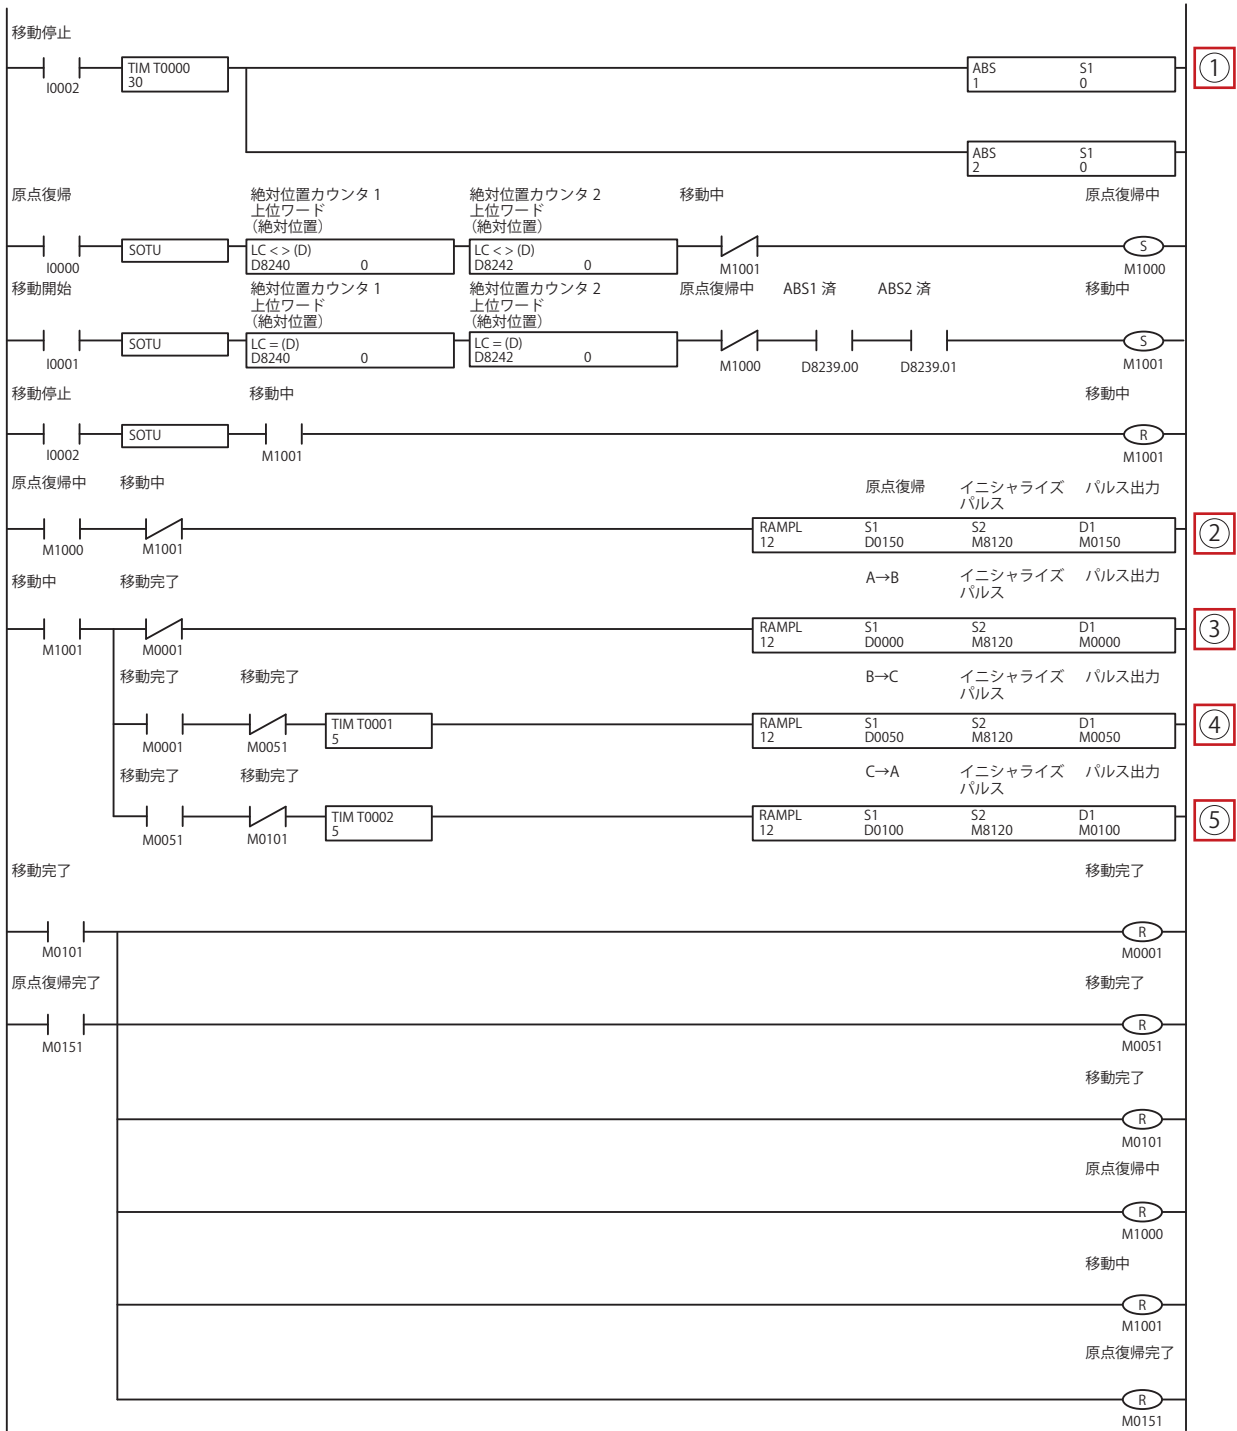 移動停止
TIM T0000
30
I0002
ABS S1
1 0
①
ABS S1
2 0
原点復帰 絶対位置カウンタ 1 絶対位置カウンタ 2 移動中 原点復帰中
上位ワード 上位ワード
（絶対位置） （絶対位置）
SOTU LC < > (D) LC < > (D) S
D8240 0 D8242 0
I0000 M1001 M1000
移動開始 絶対位置カウンタ 1 絶対位置カウンタ 2 原点復帰中 ABS1 済 ABS2 済 移動中
上位ワード 上位ワード
（絶対位置） （絶対位置）
SOTU LC = (D) LC = (D) S
D8240 0 D8242 0
I0001 M1000 D8239.00 D8239.01 M1001
移動停止 移動中 移動中
SOTU R
I0002 M1001 M1001
原点復帰中 移動中 原点復帰 イニシャライズ パルス出力
パルス
RAMPL S1 S2 D1
12 D0150 M8120 M0150
②
M1000 M1001
移動中 移動完了 A→B イニシャライズ パルス出力
パルス
RAMPL S1 S2 D1
12 D0000 M8120 M0000
③
M1001 M0001
移動完了 移動完了 B→C イニシャライズ パルス出力
パルス
TIM T0001 RAMPL S1 S2 D1
5 12 D0050 M8120 M0050
④
M0001 M0051
移動完了 移動完了 C→A イニシャライズ パルス出力
パルス
TIM T0002 RAMPL S1 S2 D1
5 12 D0100 M8120 M0100
⑤
M0051 M0101
移動完了 移動完了
R
M0101 M0001
原点復帰完了 移動完了
R
M0151 M0051
移動完了
R
M0101
原点復帰中
R
M1000
移動中
R
M1001
原点復帰完了
R
M0151